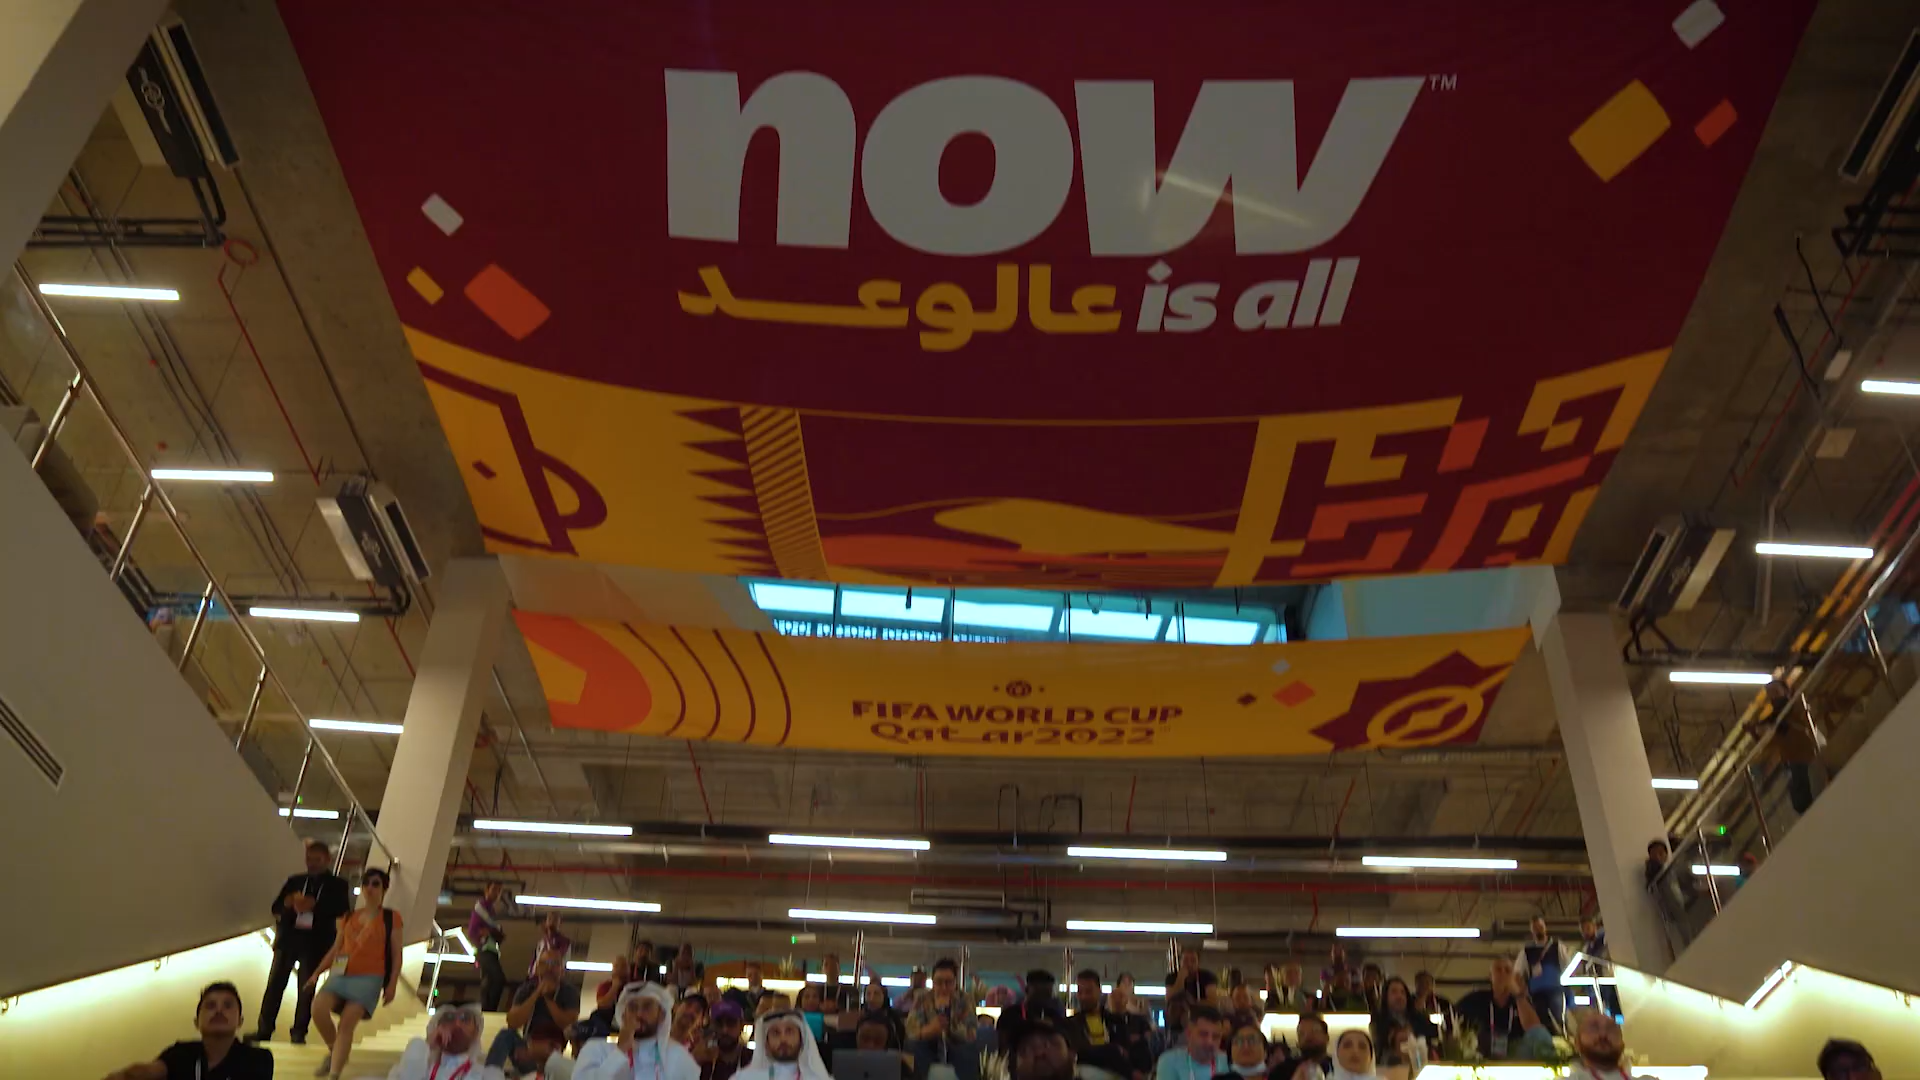 now™
عالوعد is all
FIFA WORLD CUP
Qatar2022